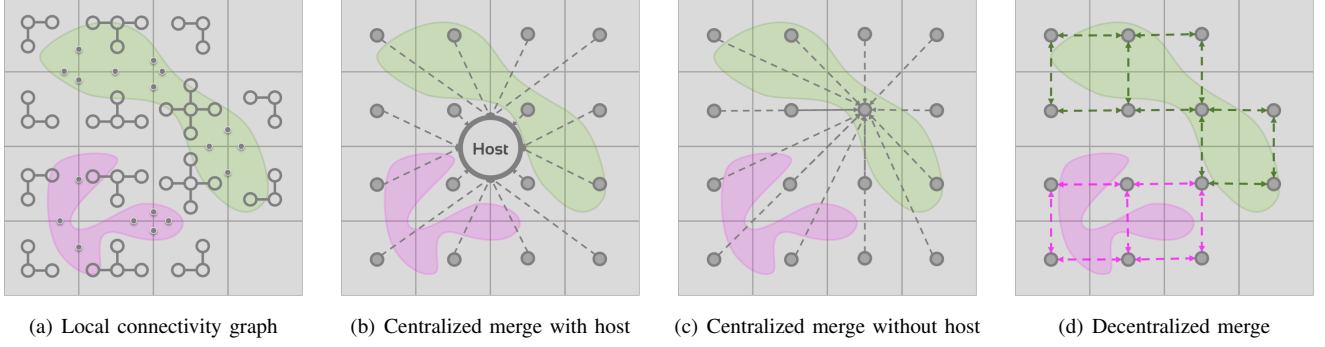 Host
(a) Local connectivity graph
(b) Centralized merge with host
(c) Centralized merge without host
(d) Decentralized merge